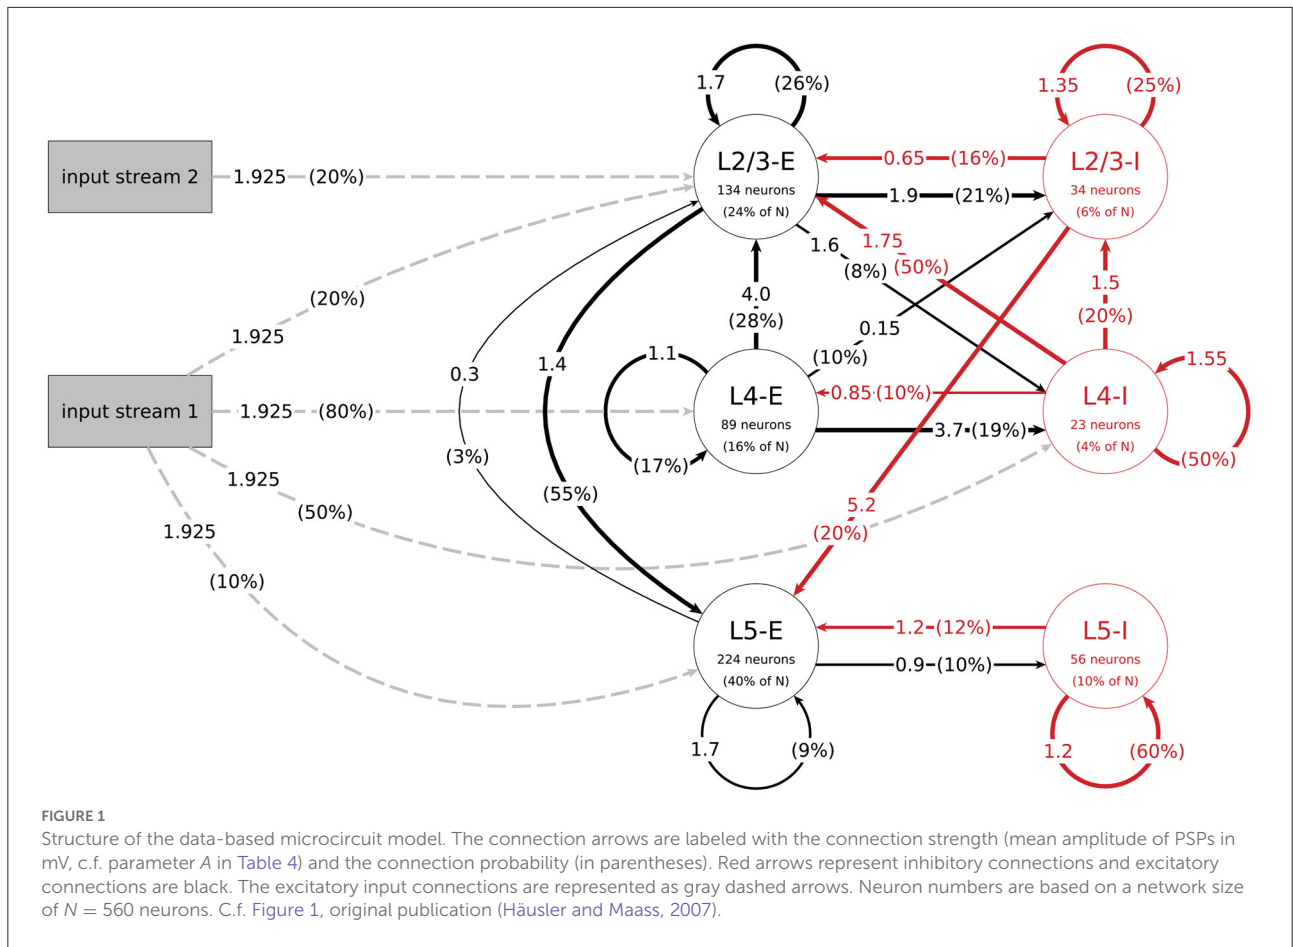 1.7
(26%)
1.35
(25%)
input stream 2
1.925
(20%)
L2/3-E
134 neurons
(24% of N)
0.65
(16%)
1.9
(21%)
L2/3-I
34 neurons
(6% of N)
1.6
(8%)
1.75
(50%)
1.5
(20%)
4.0
(28%)
0.15
(10%)
(20%)
1.925
0.3
(3%)
1.4
(55%)
1.1
(17%)
input stream 1
1.925
(80%)
L4-E
89 neurons
(16% of N)
0.85
(10%)
3.7
(19%)
L4-I
23 neurons
(4% of N)
1.55
(50%)
1.925
(50%)
1.925
(10%)
5.2
(20%)
L5-E
224 neurons
(40% of N)
1.2
(12%)
0.9
(10%)
L5-I
56 neurons
(10% of N)
1.7
(9%)
1.2
(60%)
FIGURE 1
Structure of the data-based microcircuit model. The connection arrows are labeled with the connection strength (mean amplitude of PSPs in
mV, c.f. parameter A in Table 4) and the connection probability (in parentheses). Red arrows represent inhibitory connections and excitatory
connections are black. The excitatory input connections are represented as gray dashed arrows. Neuron numbers are based on a network size
of N = 560 neurons. C.f. Figure 1, original publication (Häusler and Maass, 2007).